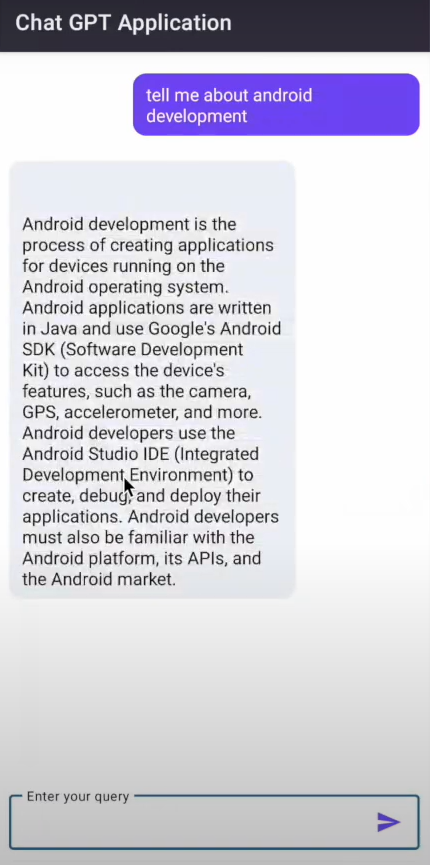 Chat GPT Application
tell me about android
development
Android development is the
process of creating applications
for devices running on the
Android operating system.
Android applications are written
in Java and use Google's Android
SDK (Software Development
Kit) to access the device's
features, such as the camera,
GPS, accelerometer, and more.
Android developers use the
Android Studio IDE (Integrated
Development Environment) to
create, debug, and deploy their
applications. Android developers
must also be familiar with the
Android platform, its APIs, and
the Android market.
Enter your query